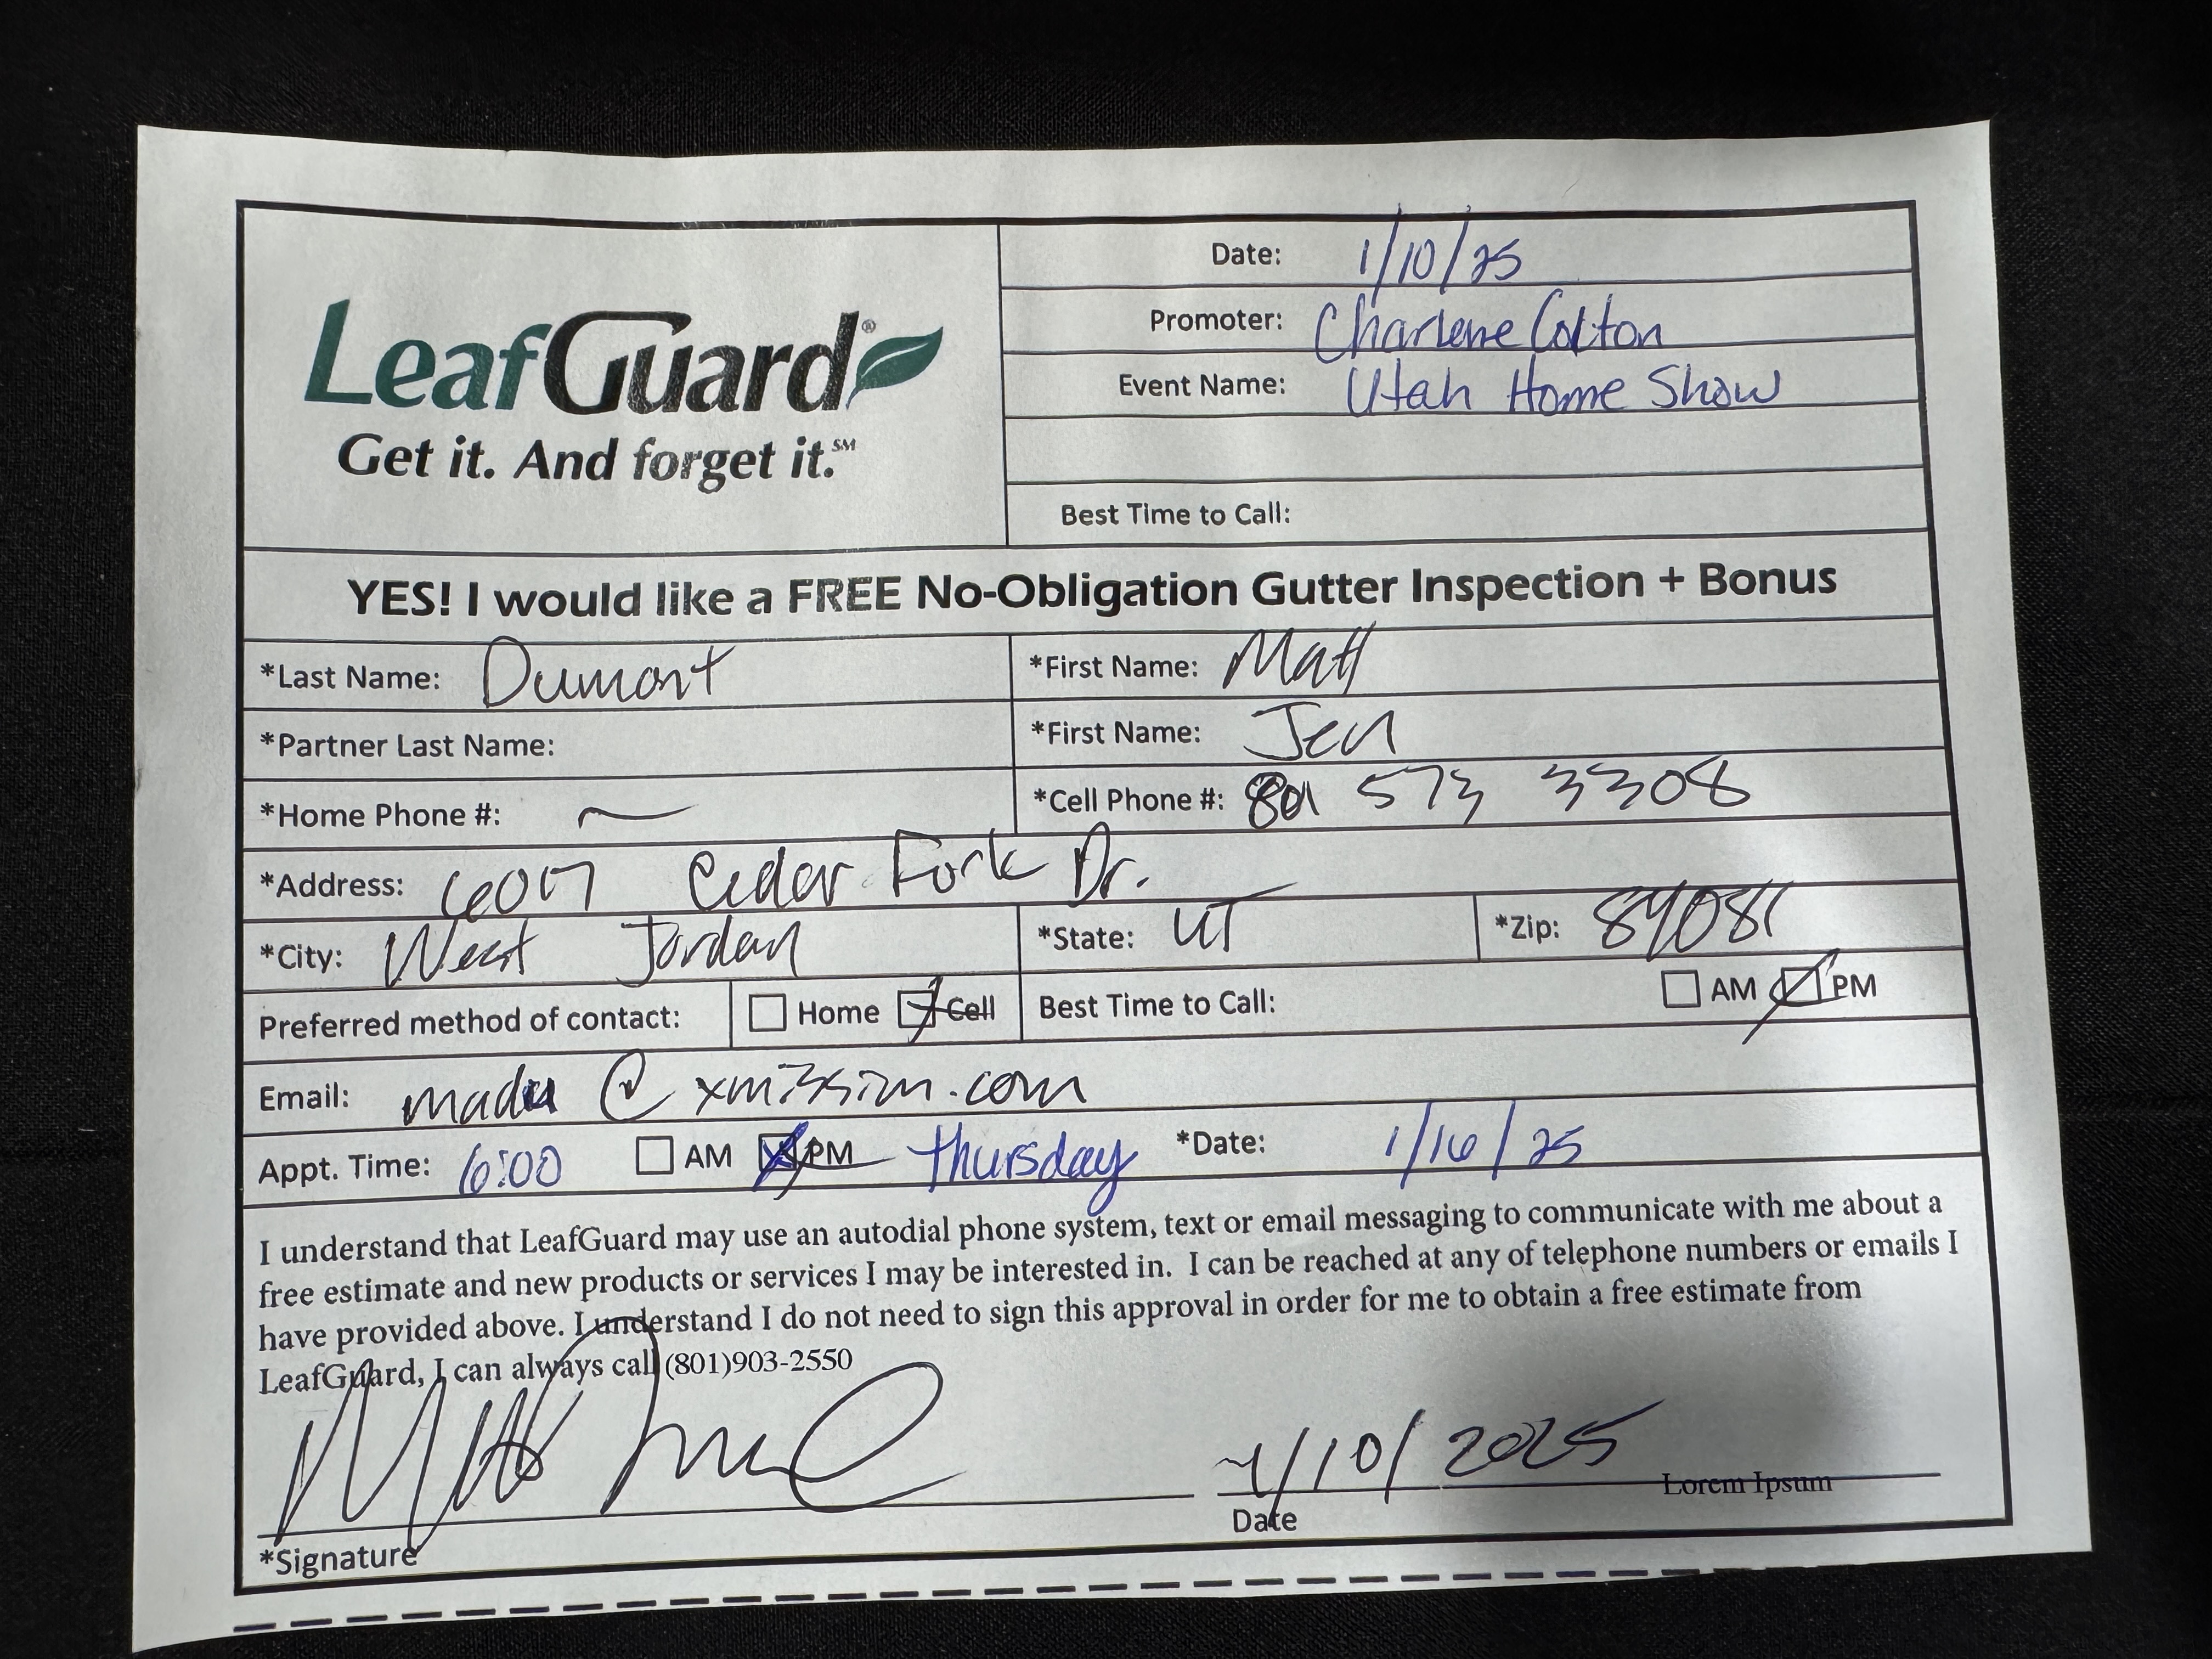 LeafGuard®
Get it. And forget it.℠
Date: 1/10/25
Promoter: Charlene Colton
Event Name: Utah Home Show
Best Time to Call:
YES! I would like a FREE No-Obligation Gutter Inspection + Bonus
*Last Name: Dumont *First Name: Matt
*Partner Last Name: *First Name: Jen
*Home Phone #: ~ *Cell Phone #: 801 573 3308
*Address: 6017 Cedar Fork Dr.
*City: West Jordan *State: UT *Zip: 84081
Preferred method of contact: Home Cell Best Time to Call: AM PM
Email: @ xmission.com
Appt. Time: 6:00 AM PM Thursday *Date: 1/16/25
I understand that LeafGuard may use an autodial phone system, text or email messaging to communicate with me about a
free estimate and new products or services I may be interested in. I can be reached at any of telephone numbers or emails I
have provided above. I understand I do not need to sign this approval in order for me to obtain a free estimate from
LeafGuard, I can always call (801)903-2550
1/10/2025 Lorem Ipsum
*Signature Date